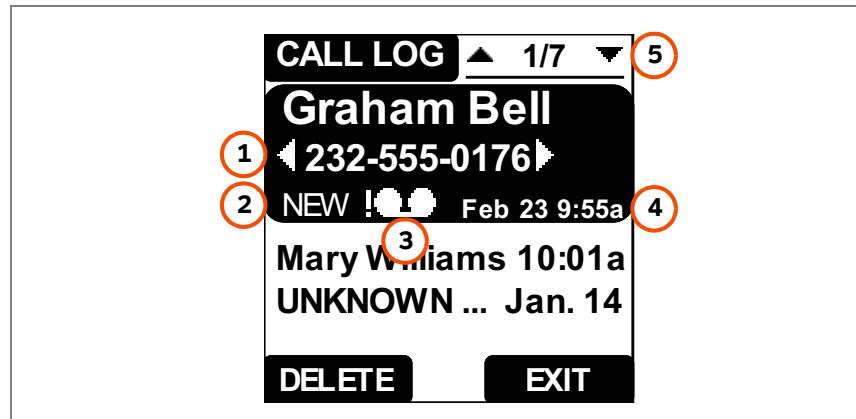 CALL LOG ▲ 1/7 ▼ 5
Graham Bell
1 232-555-0176
2 NEW ! Feb 23 9:55a 4
3
Mary Williams 10:01a
UNKNOWN ... Jan. 14
DELETE EXIT